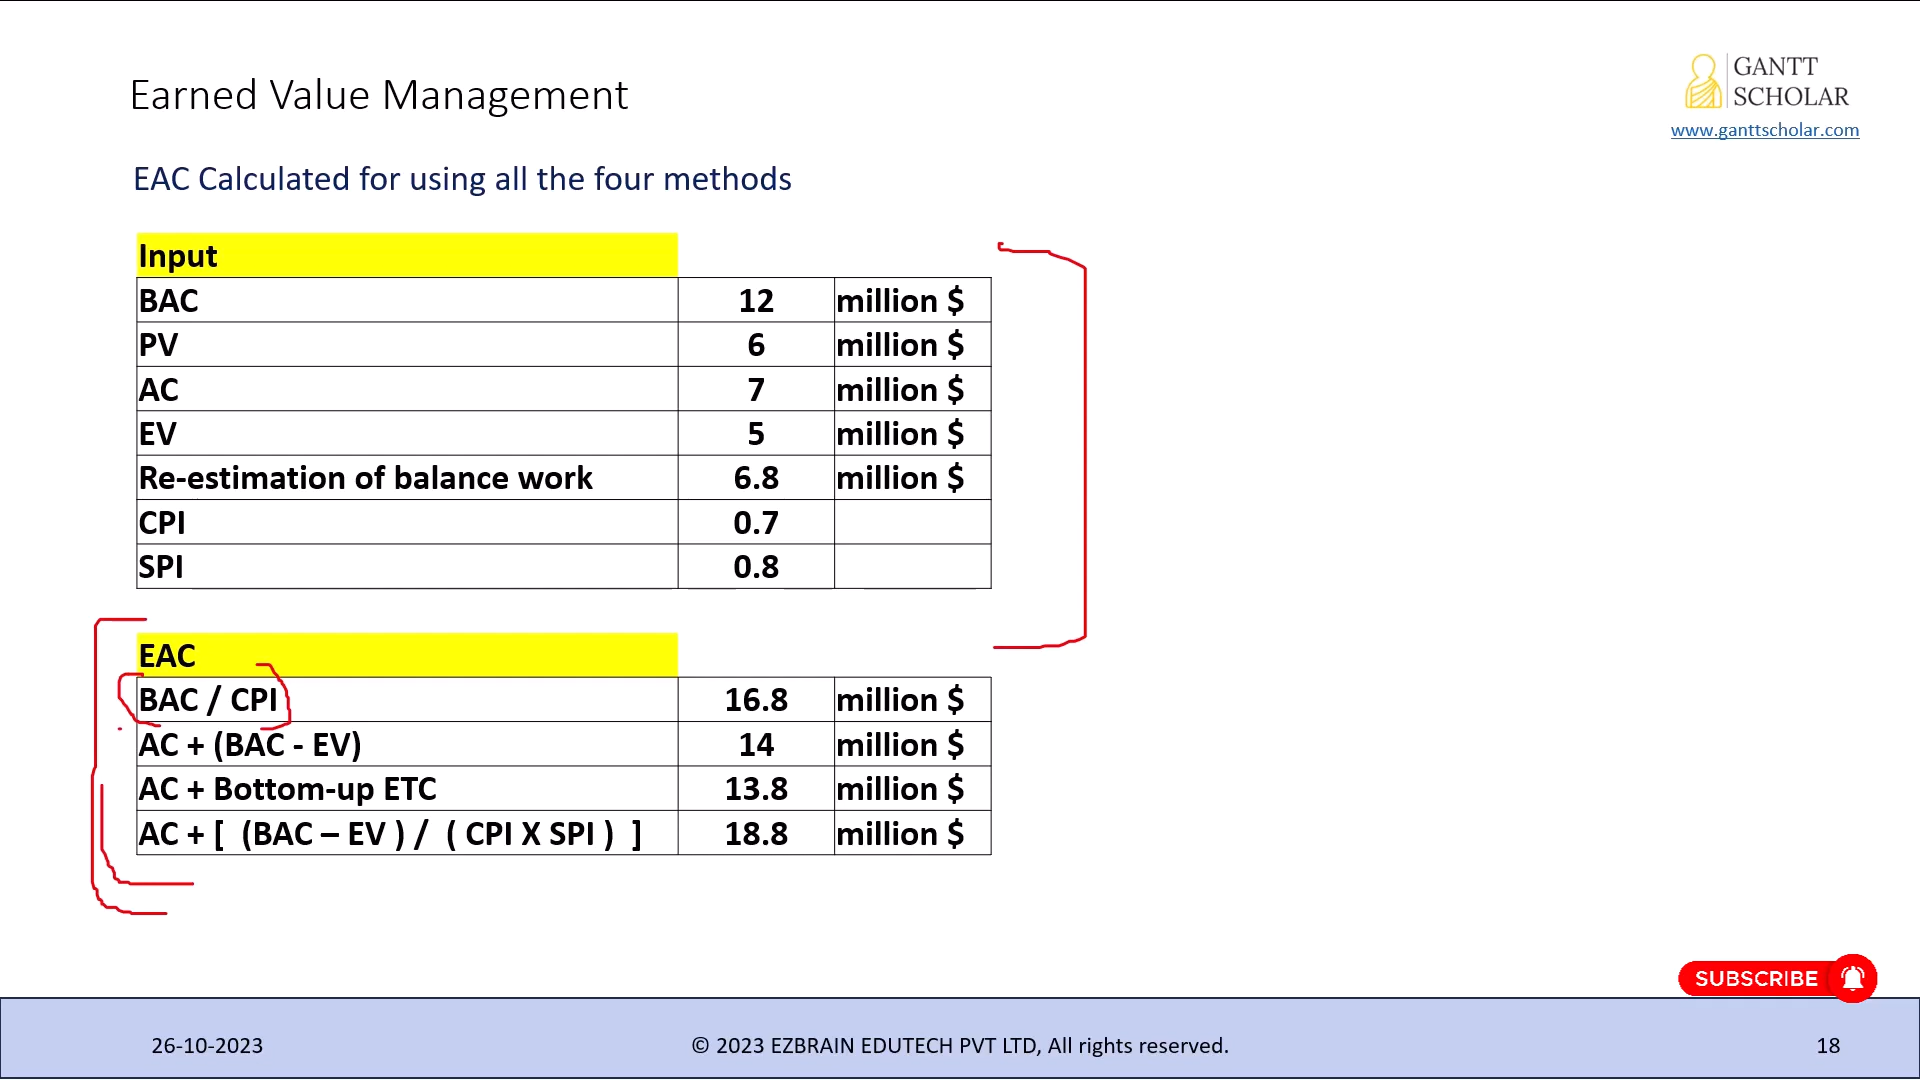 Earned Value Management
GANTT
SCHOLAR
www.ganttscholar.com
EAC Calculated for using all the four methods
Input
BAC 12 million $
PV 6 million $
AC 7 million $
EV 5 million $
Re-estimation of balance work 6.8 million $
CPI 0.7
SPI 0.8
EAC
BAC / CPI 16.8 million $
AC + (BAC - EV) 14 million $
AC + Bottom-up ETC 13.8 million $
AC + [ (BAC – EV ) / ( CPI X SPI ) ] 18.8 million $
SUBSCRIBE
26-10-2023 © 2023 EZBRAIN EDUTECH PVT LTD, All rights reserved. 18